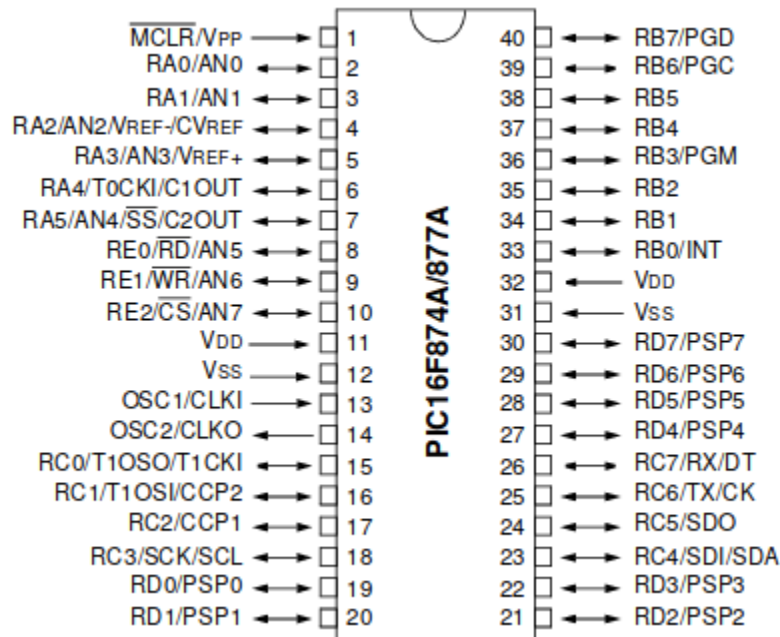 MCLR/VPP 1 40 RB7/PGD
RA0/AN0 2 39 RB6/PGC
RA1/AN1 3 38 RB5
RA2/AN2/VREF-/CVREF 4 37 RB4
RA3/AN3/VREF+ 5 36 RB3/PGM
RA4/T0CKI/C1OUT 6 35 RB2
RA5/AN4/SS/C2OUT 7 34 RB1
RE0/RD/AN5 8 33 RB0/INT
RE1/WR/AN6 9 32 VDD
RE2/CS/AN7 10 31 VSS
VDD 11 30 RD7/PSP7
VSS 12 29 RD6/PSP6
OSC1/CLKI 13 28 RD5/PSP5
OSC2/CLKO 14 27 RD4/PSP4
RC0/T1OSO/T1CKI 15 26 RC7/RX/DT
RC1/T1OSI/CCP2 16 25 RC6/TX/CK
RC2/CCP1 17 24 RC5/SDO
RC3/SCK/SCL 18 23 RC4/SDI/SDA
RD0/PSP0 19 22 RD3/PSP3
RD1/PSP1 20 21 RD2/PSP2
PIC16F874A/877A